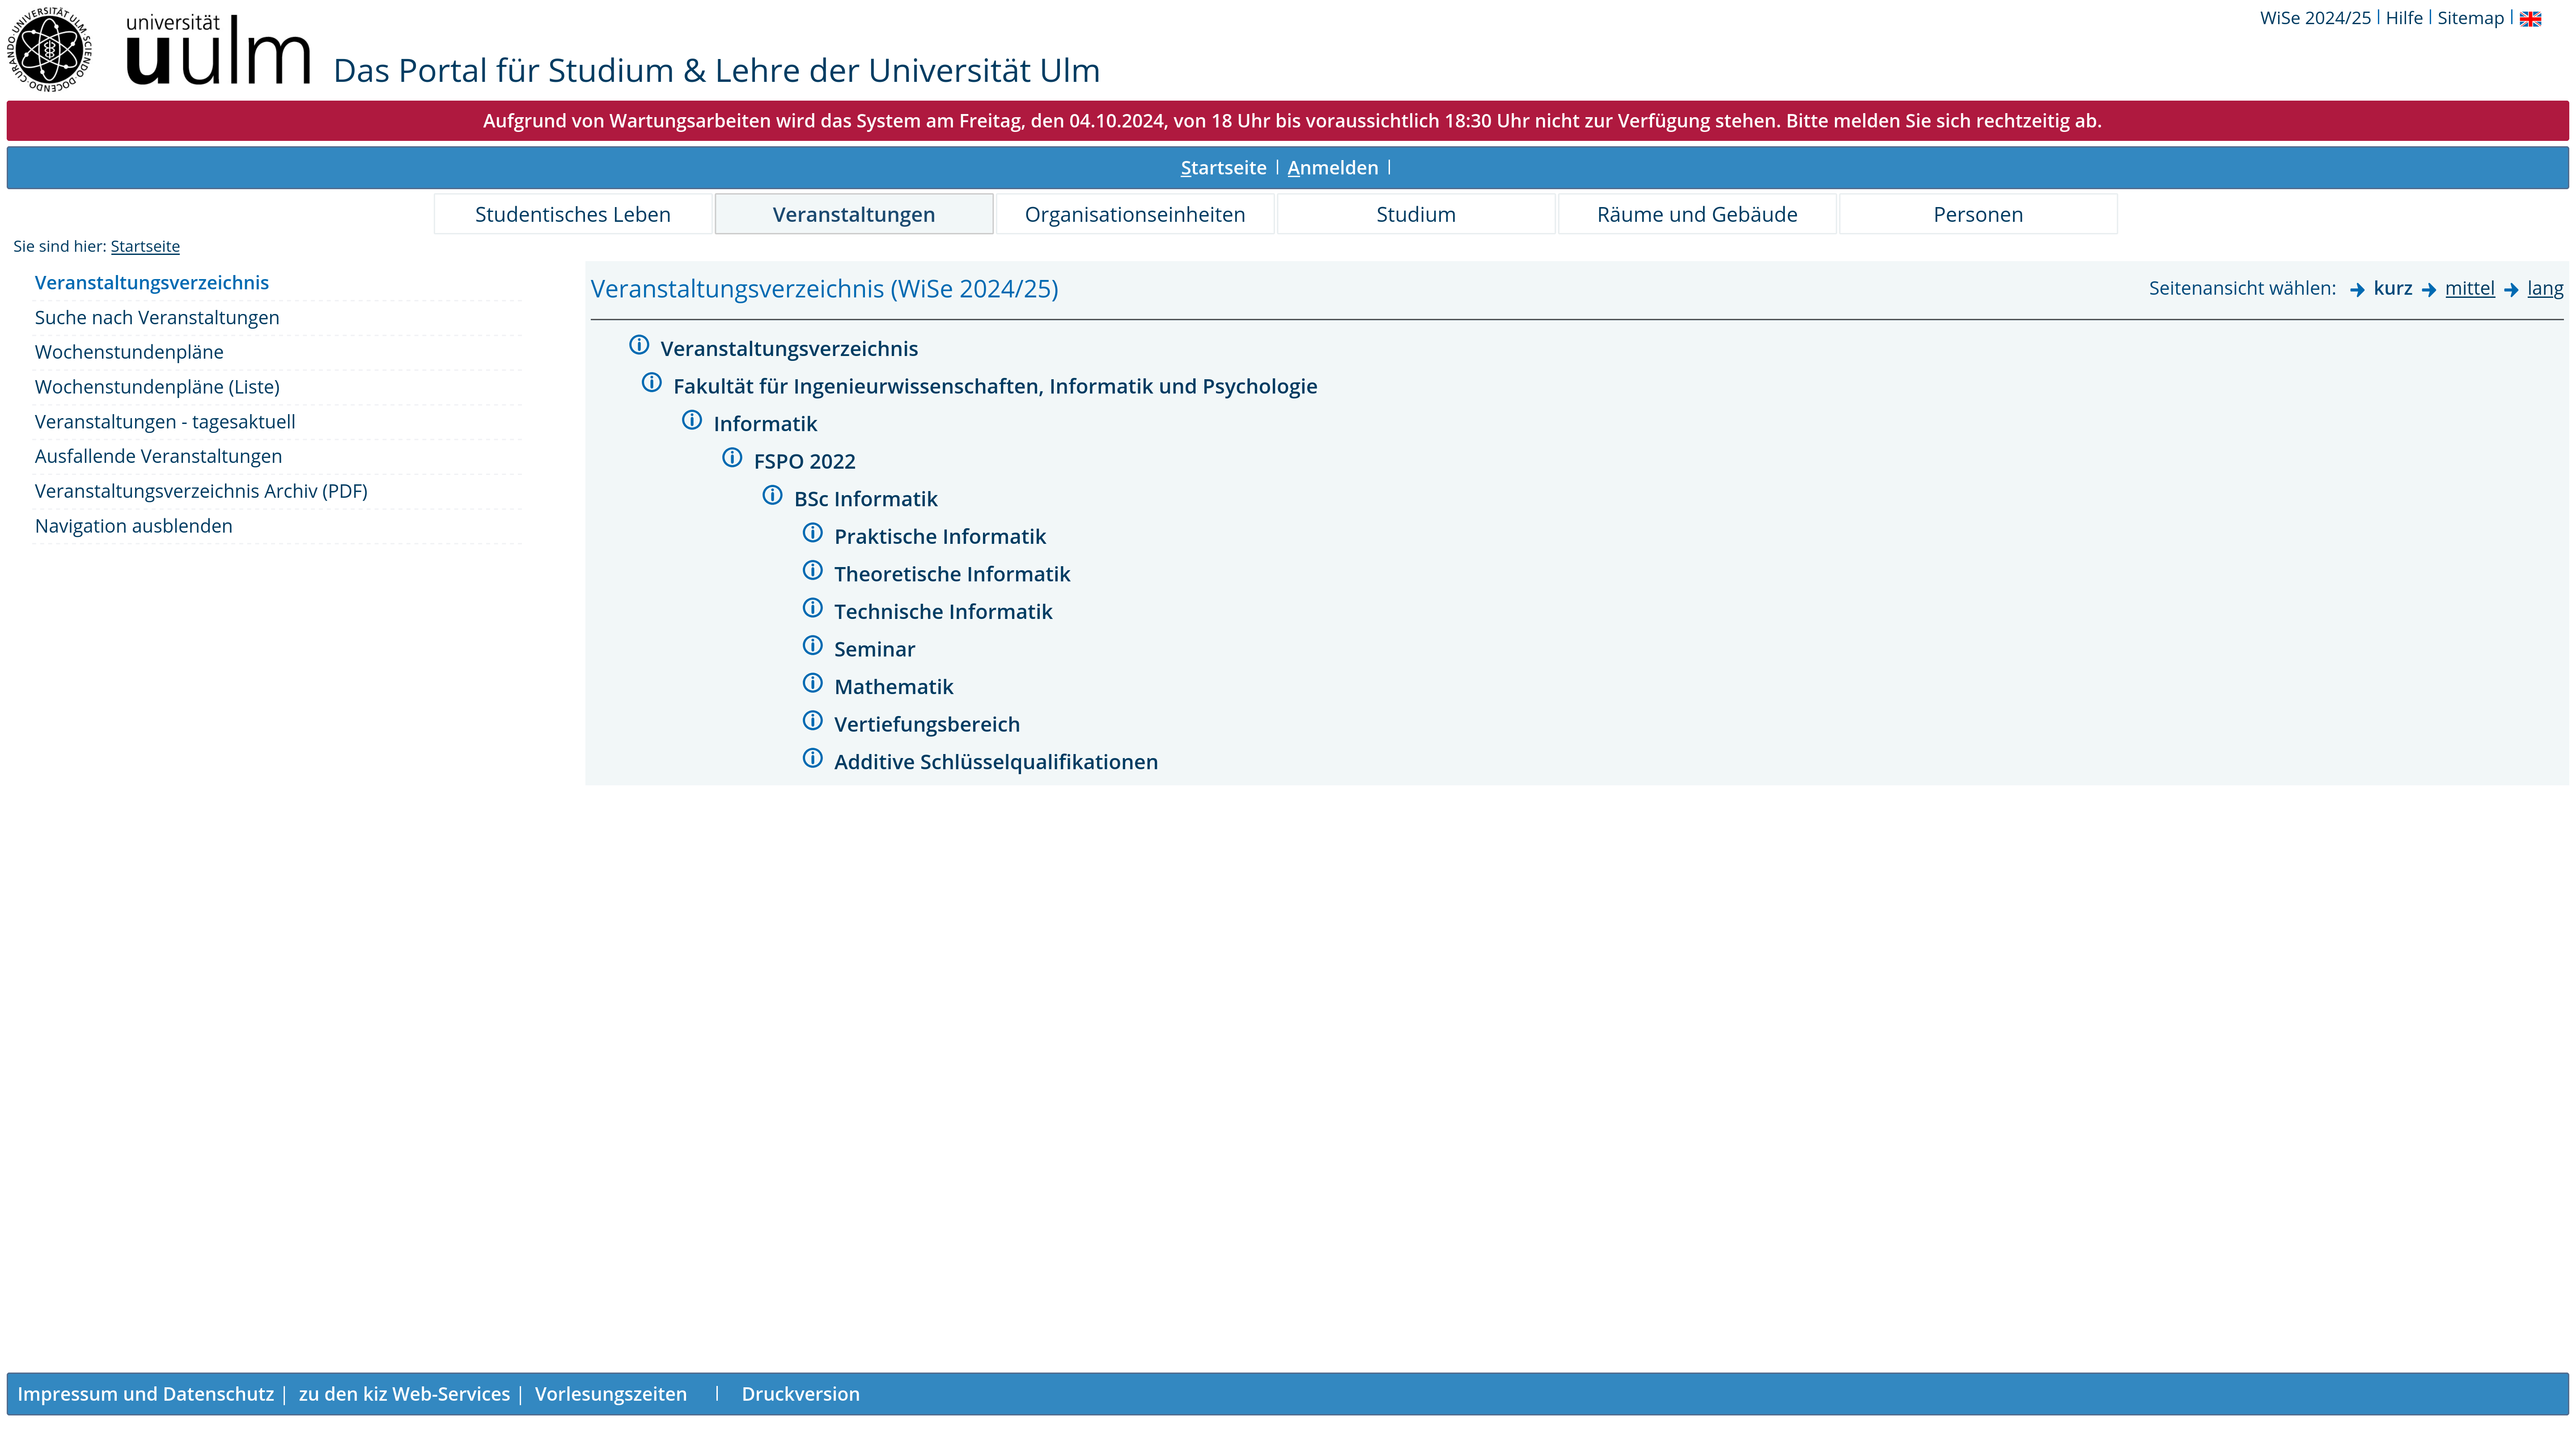 WiSe 2024/25 | Hilfe | Sitemap |
CURANDO·UNIVERSITÄT ULM·SCIENDO·DOCENDO·
universität
uulm
Das Portal für Studium & Lehre der Universität Ulm
Aufgrund von Wartungsarbeiten wird das System am Freitag, den 04.10.2024, von 18 Uhr bis voraussichtlich 18:30 Uhr nicht zur Verfügung stehen. Bitte melden Sie sich rechtzeitig ab.
Startseite | Anmelden |
Studentisches Leben Veranstaltungen Organisationseinheiten Studium Räume und Gebäude Personen
Sie sind hier: Startseite
Veranstaltungsverzeichnis
Suche nach Veranstaltungen
Wochenstundenpläne
Wochenstundenpläne (Liste)
Veranstaltungen - tagesaktuell
Ausfallende Veranstaltungen
Veranstaltungsverzeichnis Archiv (PDF)
Navigation ausblenden
Veranstaltungsverzeichnis (WiSe 2024/25)
Seitenansicht wählen: kurz mittel lang
Veranstaltungsverzeichnis
Fakultät für Ingenieurwissenschaften, Informatik und Psychologie
Informatik
FSPO 2022
BSc Informatik
Praktische Informatik
Theoretische Informatik
Technische Informatik
Seminar
Mathematik
Vertiefungsbereich
Additive Schlüsselqualifikationen
Impressum und Datenschutz | zu den kiz Web-Services | Vorlesungszeiten | Druckversion